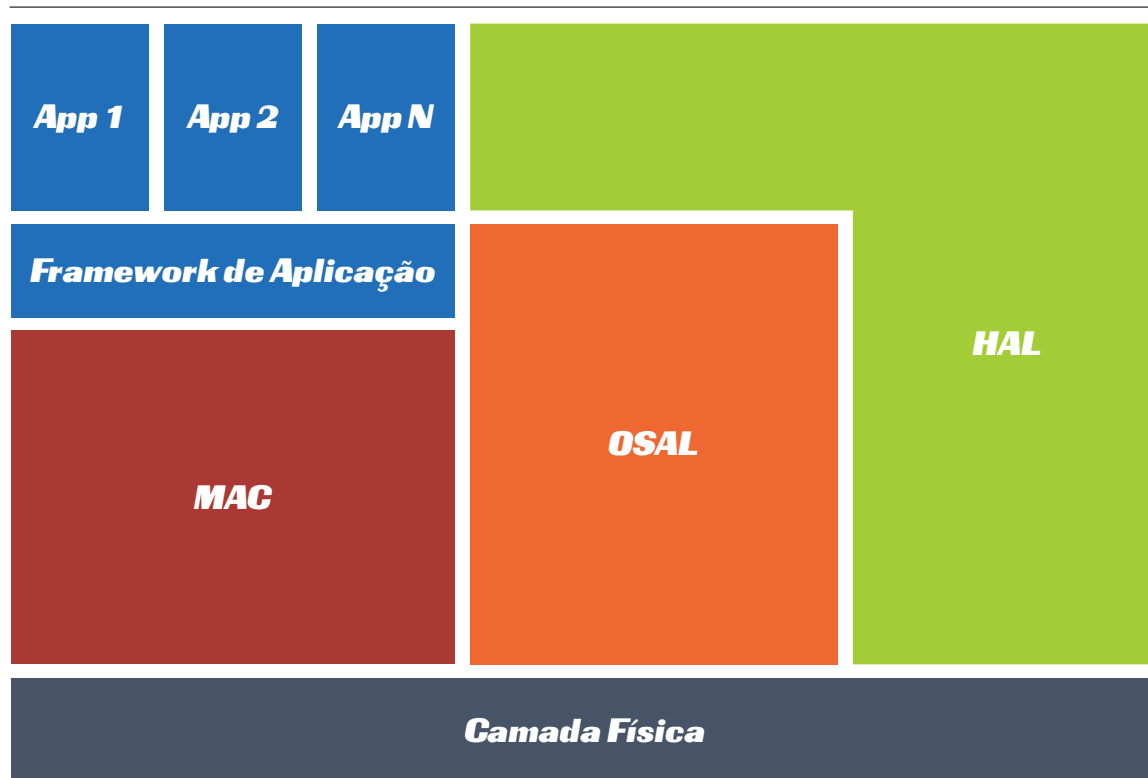 App 1
App 2
App N
Framework de Aplicação
HAL
OSAL
MAC
Camada Física